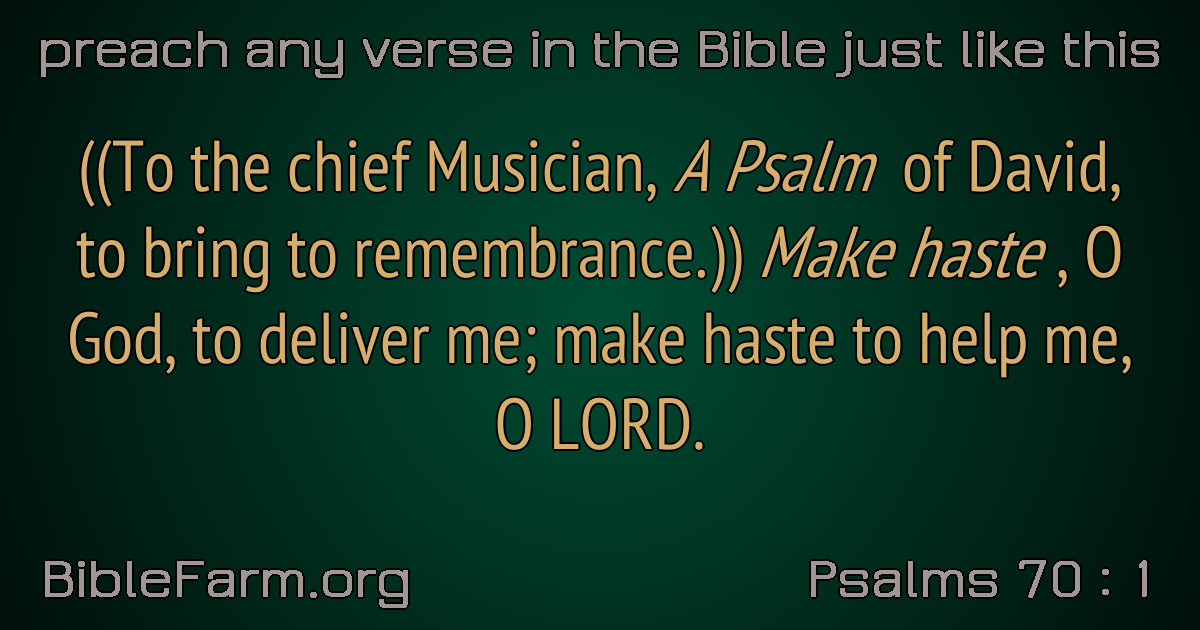 preach any verse in the Bible just like this
((To the chief Musician, A Psalm of David,
to bring to remembrance.)) Make haste , O
God, to deliver me; make haste to help me,
O LORD.
BibleFarm.org
Psalms 70 : 1